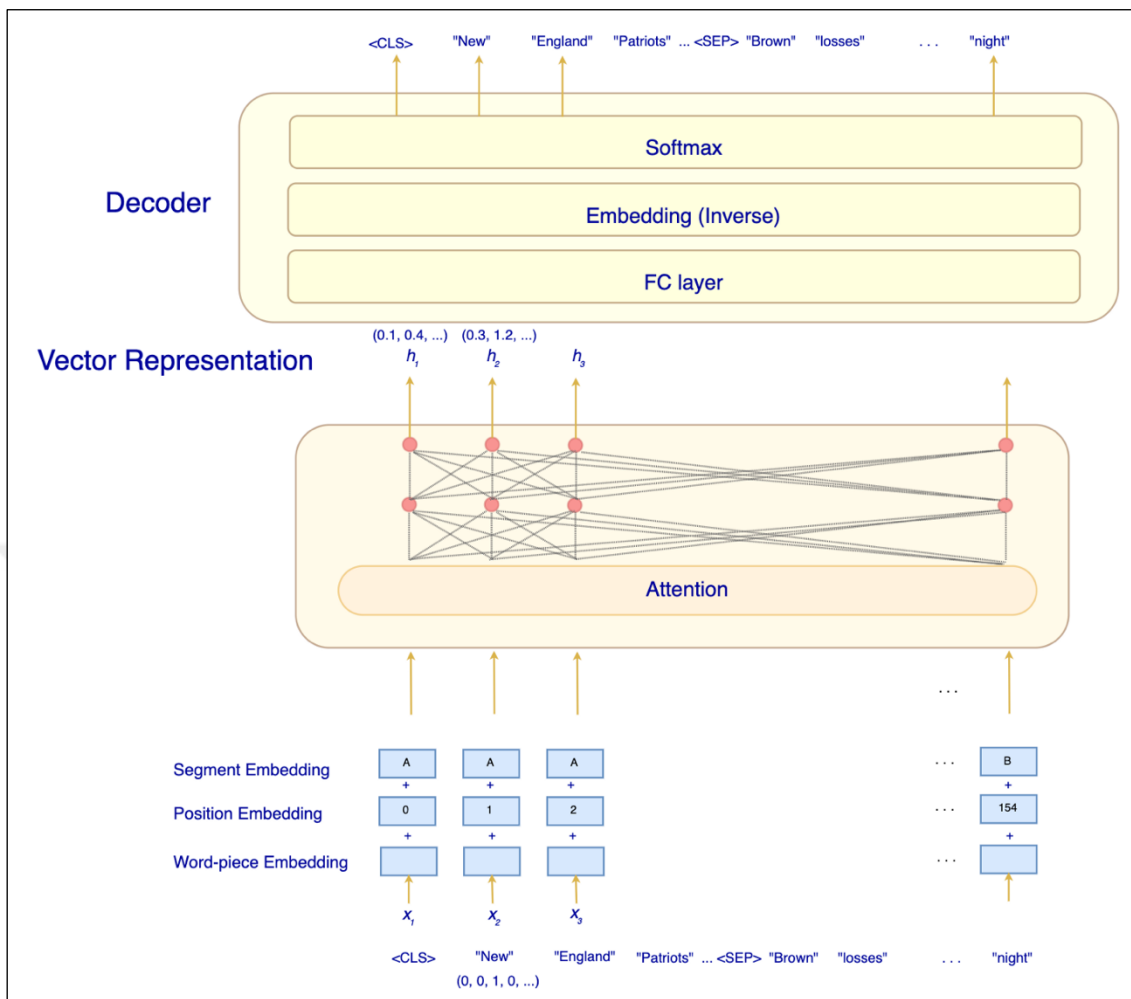 <CLS> "New" "England" "Patriots" ... <SEP> "Brown" "losses" . . . "night"
Softmax
Decoder
Embedding (Inverse)
FC layer
(0.1, 0.4, ...) (0.3, 1.2, ...)
Vector Representation h1 h2 h3
Attention
. . .
Segment Embedding A A A . . . B
+ + + +
Position Embedding 0 1 2 . . . 154
+ + + +
Word-piece Embedding . . .
x1 x2 x3
<CLS> "New" "England" "Patriots" ... <SEP> "Brown" "losses" . . . "night"
(0, 0, 1, 0, ...)